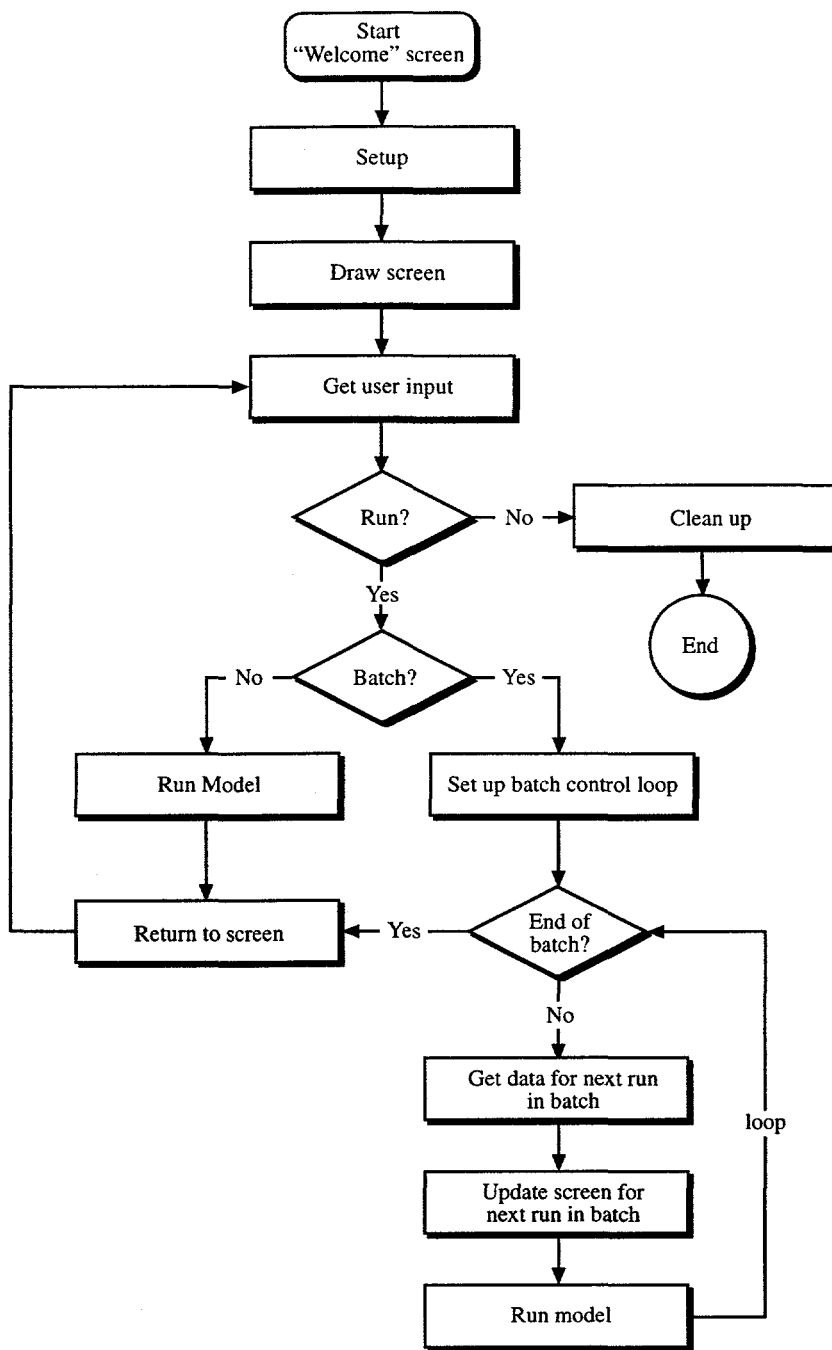 Start
“Welcome” screen
Setup
Draw screen
Get user input
Run?
No
Clean up
Yes
End
No
Batch?
Yes
Run Model
Set up batch control loop
Return to screen
Yes
End of
batch?
No
Get data for next run
in batch
loop
Update screen for
next run in batch
Run model